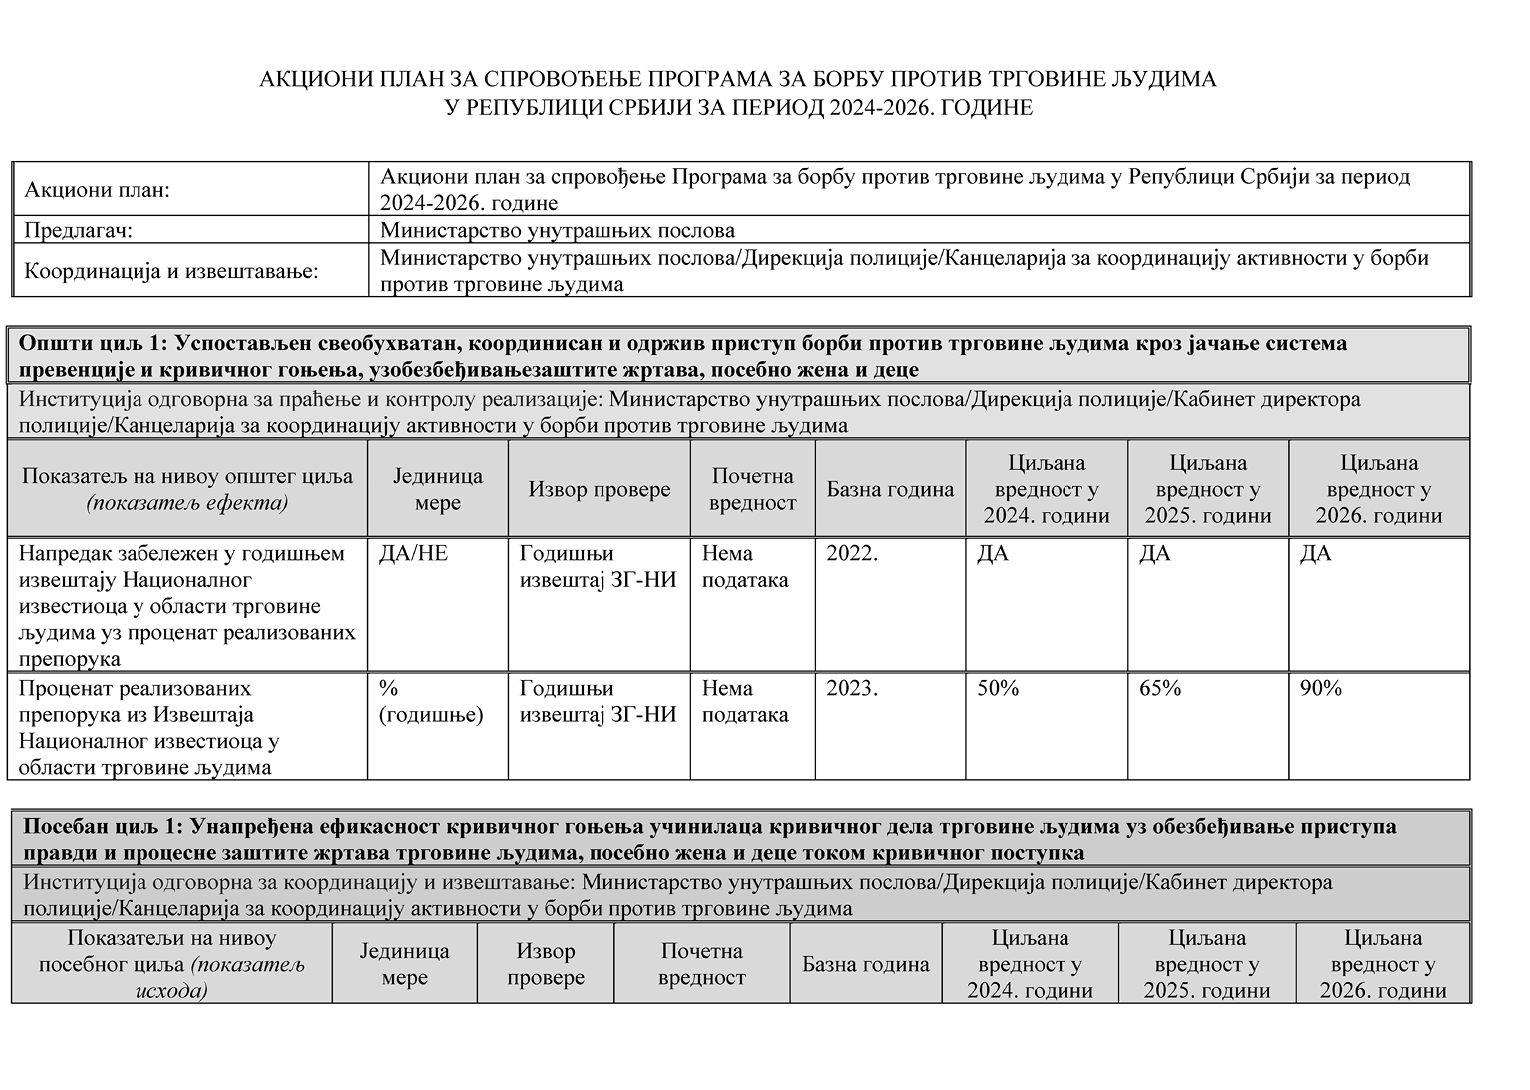 АКЦИОНИ ПЛАН ЗА СПРОВОЂЕЊЕ ПРОГРАМА ЗА БОРБУ ПРОТИВ ТРГОВИНЕ ЉУДИМА
У РЕПУБЛИЦИ СРБИЈИ ЗА ПЕРИОД 2024-2026. ГОДИНЕ
Акциони план:
Акциони план за спровођење Програма за борбу против трговине људима у Републици Србији за период
2024-2026. године
Предлагач:
Министарство унутрашњих послова
Координација и извештавање:
Министарство унутрашњих послова/Дирекција полиције/Канцеларија за координацију активности у борби
против трговине људима
Општи циљ 1: Успостављен свеобухватан, координисан и одржив приступ борби против трговине људима кроз јачање система
превенције и кривичног гоњења, узобезбеђивањезаштите жртава, посебно жена и деце
Институција одговорна за праћење и контролу реализације: Министарство унутрашњих послова/Дирекција полиције/Кабинет директора
полиције/Канцеларија за координацију активности у борби против трговине људима
Показатељ на нивоу општег циља
(показатељ ефекта)
Јединица
мере
Извор провере
Почетна
вредност
Базна година
Циљана
вредност у
2024. години
Циљана
вредност у
2025. години
Циљана
вредност у
2026. години
Напредак забележен у годишњем
извештају Националног
известиоца у области трговине
људима уз проценат реализованих
препорука
ДА/НЕ
Годишњи
извештај ЗГ-НИ
Нема
података
2022.
ДА
ДА
ДА
Проценат реализованих
препорука из Извештаја
Националног известиоца у
области трговине људима
%
(годишње)
Годишњи
извештај ЗГ-НИ
Нема
података
2023.
50%
65%
90%
Посебан циљ 1: Унапређена ефикасност кривичног гоњења учинилаца кривичног дела трговине људима уз обезбеђивање приступа
правди и процесне заштите жртава трговине људима, посебно жена и деце током кривичног поступка
Институција одговорна за координацију и извештавање: Министарство унутрашњих послова/Дирекција полиције/Кабинет директора
полиције/Канцеларија за координацију активности у борби против трговине људима
Показатељи на нивоу
посебног циља (показатељ
исхода)
Јединица
мере
Извор
провере
Почетна
вредност
Базна година
Циљана
вредност у
2024. години
Циљана
вредност у
2025. години
Циљана
вредност у
2026. години